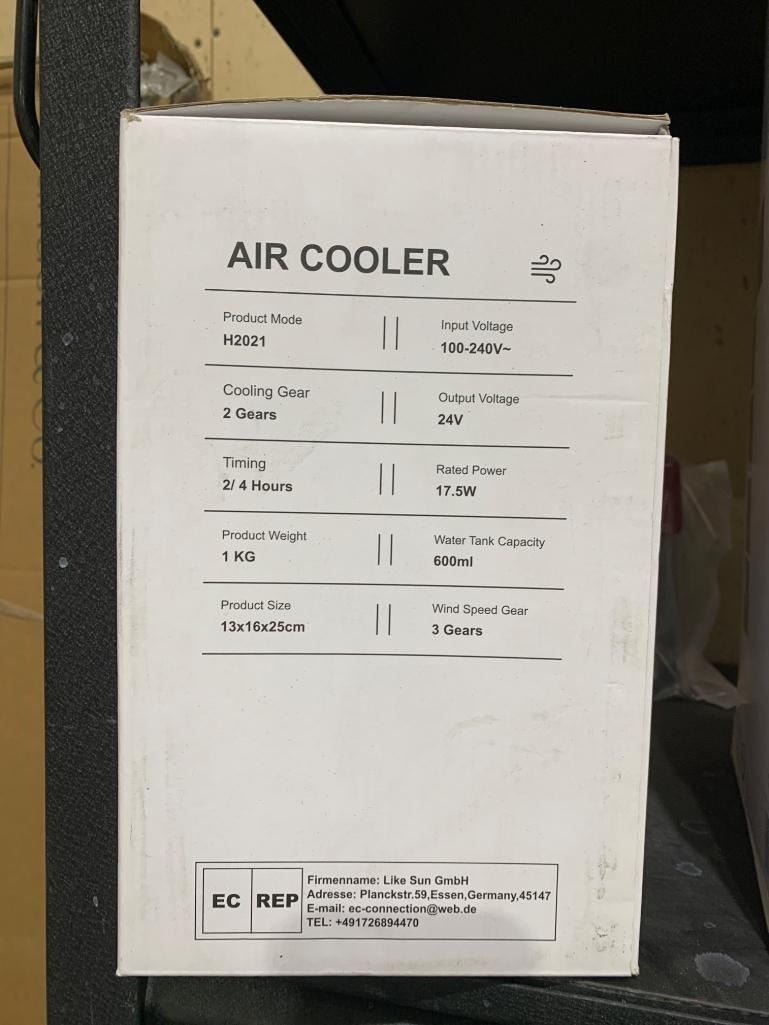 AIR COOLER
Product Mode
H2021
Input Voltage
100-240V~
Cooling Gear
2 Gears
Output Voltage
24V
Timing
2/ 4 Hours
Rated Power
17.5W
Product Weight
1 KG
Water Tank Capacity
600ml
Product Size
13x16x25cm
Wind Speed Gear
3 Gears
EC REP
Firmenname: Like Sun GmbH
Adresse: Planckstr.59,Essen,Germany,45147
E-mail: ec-connection@web.de
TEL: +491726894470